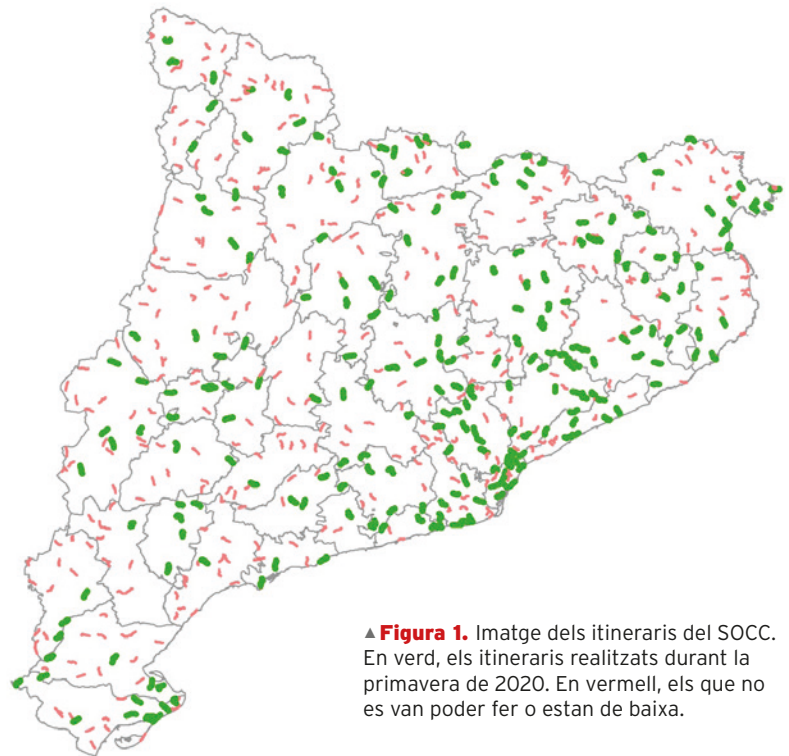 ▲Figura 1. Imatge dels itineraris del SOCC.
En verd, els itineraris realitzats durant la
primavera de 2020. En vermell, els que no
es van poder fer o estan de baixa.